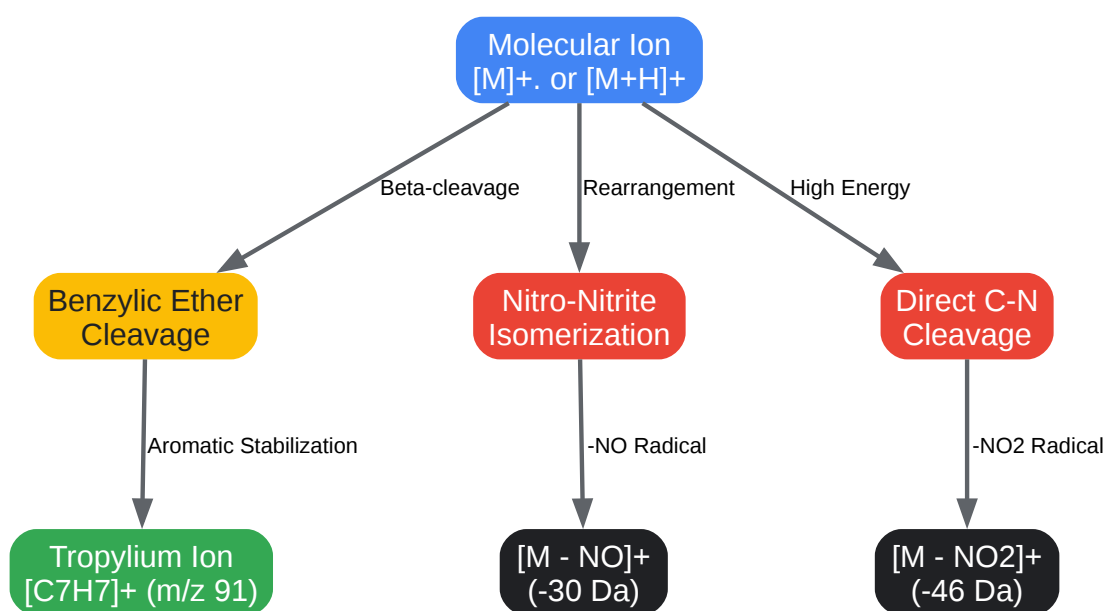 Molecular Ion
[M]+. or [M+H]+
Beta-cleavage
Rearrangement
High Energy
Benzylic Ether
Cleavage
Nitro-Nitrite
Isomerization
Direct C-N
Cleavage
Aromatic Stabilization
-NO Radical
-NO2 Radical
Tropylium Ion
[C7H7]+ (m/z 91)
[M - NO]+
(-30 Da)
[M - NO2]+
(-46 Da)